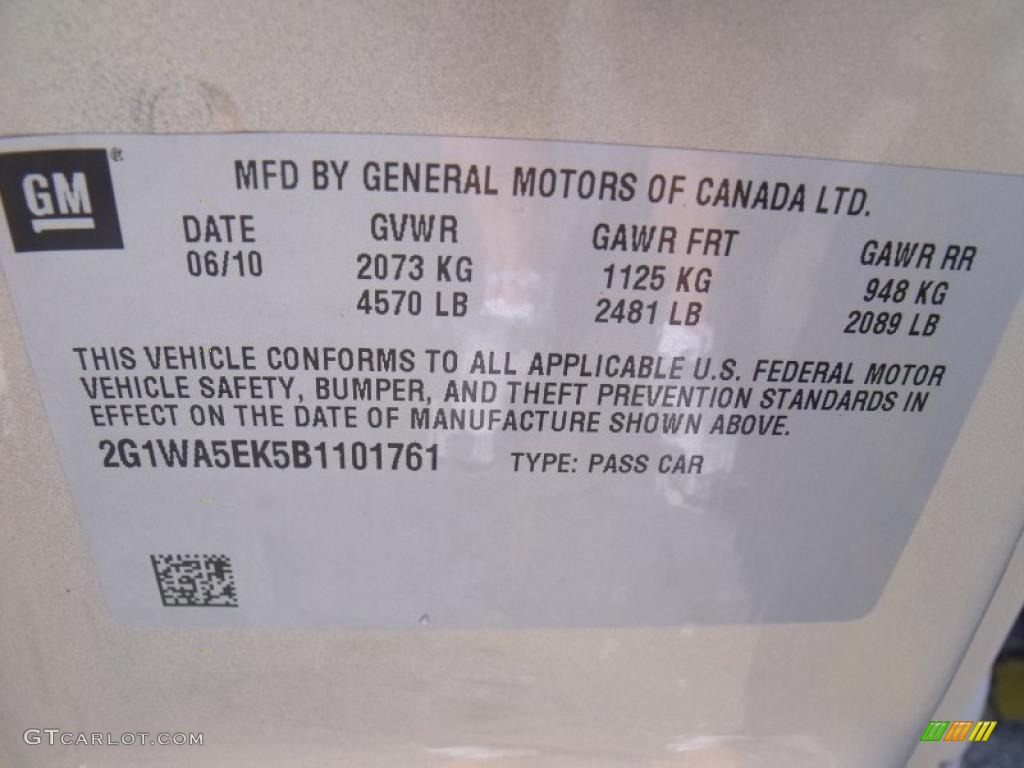 GM®
MFD BY GENERAL MOTORS OF CANADA LTD.
DATE GVWR GAWR FRT GAWR RR
06/10 2073 KG 1125 KG 948 KG
4570 LB 2481 LB 2089 LB
THIS VEHICLE CONFORMS TO ALL APPLICABLE U.S. FEDERAL MOTOR
VEHICLE SAFETY, BUMPER, AND THEFT PREVENTION STANDARDS IN
EFFECT ON THE DATE OF MANUFACTURE SHOWN ABOVE.
2G1WA5EK5B1101761 TYPE: PASS CAR
GTCARLOT.COM